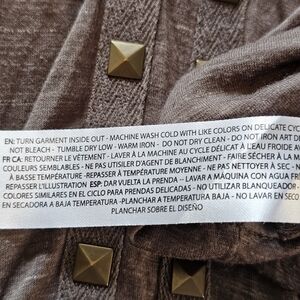 EN: TURN GARMENT INSIDE OUT - MACHINE WASH COLD WITH LIKE COLORS ON DELICATE CYC
NOT BLEACH - TUMBLE DRY LOW - WARM IRON - DO NOT DRY CLEAN - DO NOT IRON ART DE
FR CA: RETOURNER LE VÊTEMENT - LAVER À LA MACHINE AU CYCLE DÉLICAT À L'EAU FROIDE A
COULEURS SEMBLABLES - NE PAS UTILISER D'AGENT DE BLANCHIMENT - FAIRE SÉCHER À LA M
À BASSE TEMPÉRATURE - REPASSER À TEMPÉRATURE MOYENNE - NE PAS NETTOYER À SEC - N
REPASSER L'ILLUSTRATION ESP: DAR VUELTA LA PRENDA -- LAVAR A MAQUINA CON AGUA FR
COLORES SIMILARES EN EL CICLO PARA PRENDAS DELICADAS - NO UTILIZAR BLANQUEADOR -
EN SECADORA A BAJA TEMPERATURA - PLANCHAR A TEMPERATURA BAJA - NO LAVAR EN SECO
PLANCHAR SOBRE EL DISEÑO